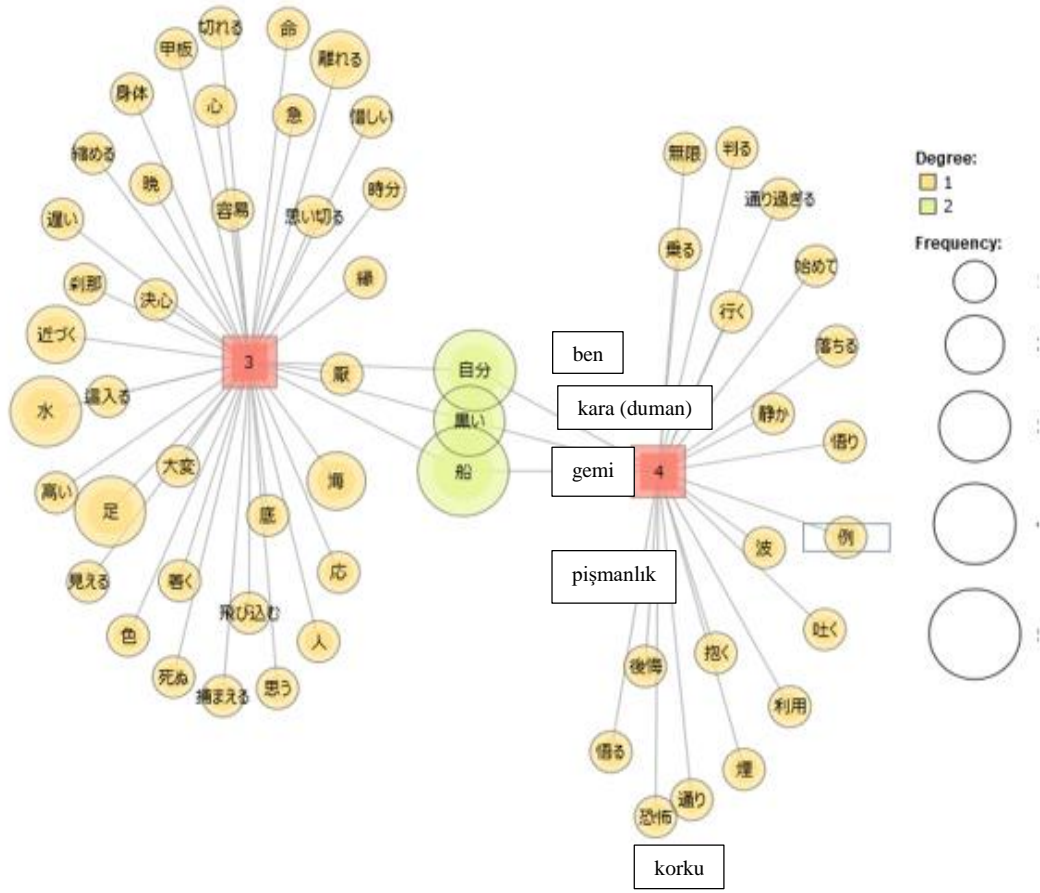 切れる
命
甲板
離れる
身体
心
急
惜しい
縮める
晩
容易
思い切る
時分
遅い
縁
刹那
決心
近づく
3
厭
水
這入る
大変
高い
足
海
底
見える
着く
応
飛び込む
色
人
死ぬ
捕まえる
思う
自分
黒い
船
ben
kara (duman)
gemi
pişmanlık
korku
無限
判る
通り過ぎる
乗る
始めて
行く
落ちる
静か
悟り
4
波
例
吐く
後悔
抱く
利用
悟る
煙
通り
恐怖
Degree:
1
2
Frequency: